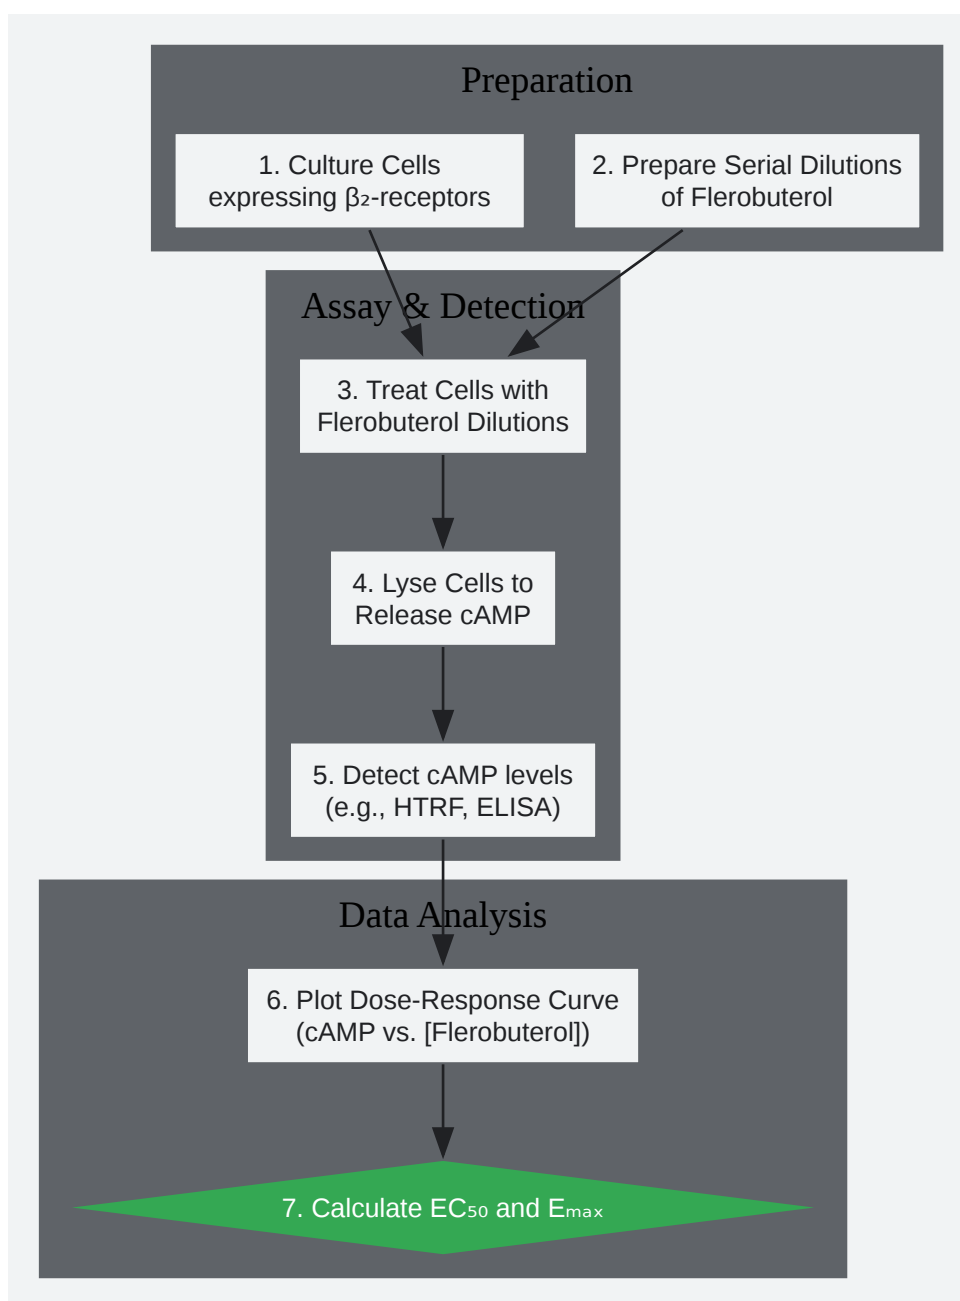 Preparation
1. Culture Cells
expressing β₂-receptors
2. Prepare Serial Dilutions
of Flerobuterol
Assay & Detection
3. Treat Cells with
Flerobuterol Dilutions
4. Lyse Cells to
Release cAMP
5. Detect cAMP levels
(e.g., HTRF, ELISA)
Data Analysis
6. Plot Dose-Response Curve
(cAMP vs. [Flerobuterol])
7. Calculate EC₅₀ and Eₘₐₓ